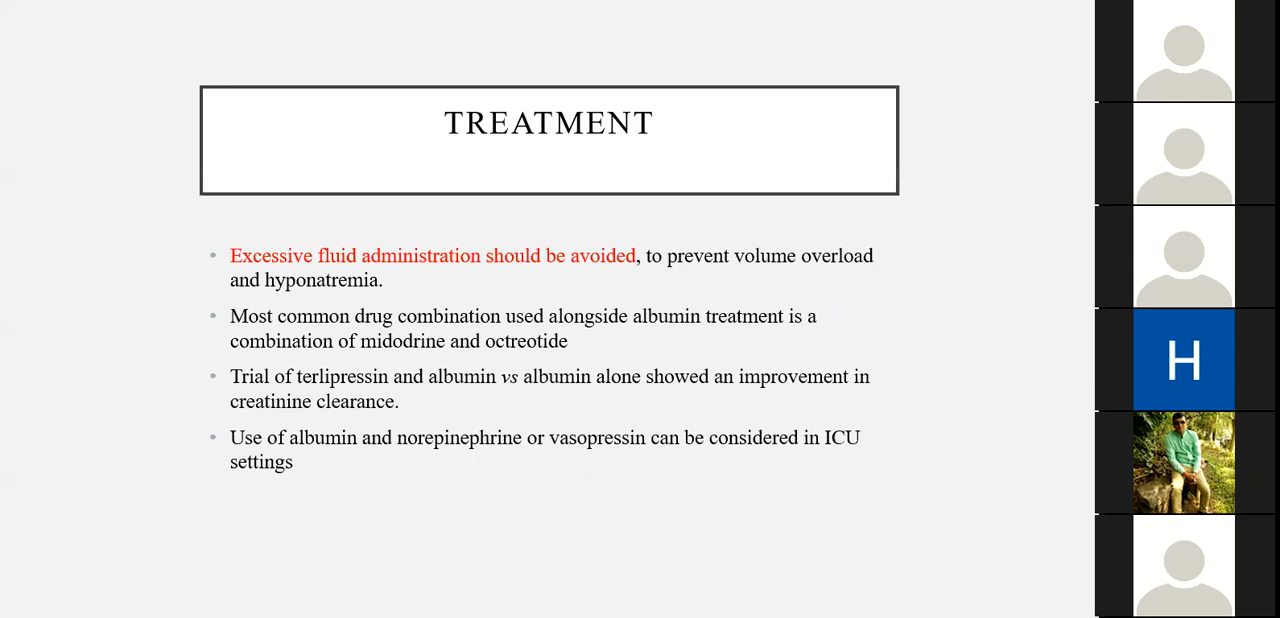 TREATMENT
• Excessive fluid administration should be avoided, to prevent volume overload
and hyponatremia.
• Most common drug combination used alongside albumin treatment is a
combination of midodrine and octreotide
• Trial of terlipressin and albumin vs albumin alone showed an improvement in
creatinine clearance.
• Use of albumin and norepinephrine or vasopressin can be considered in ICU
settings
H